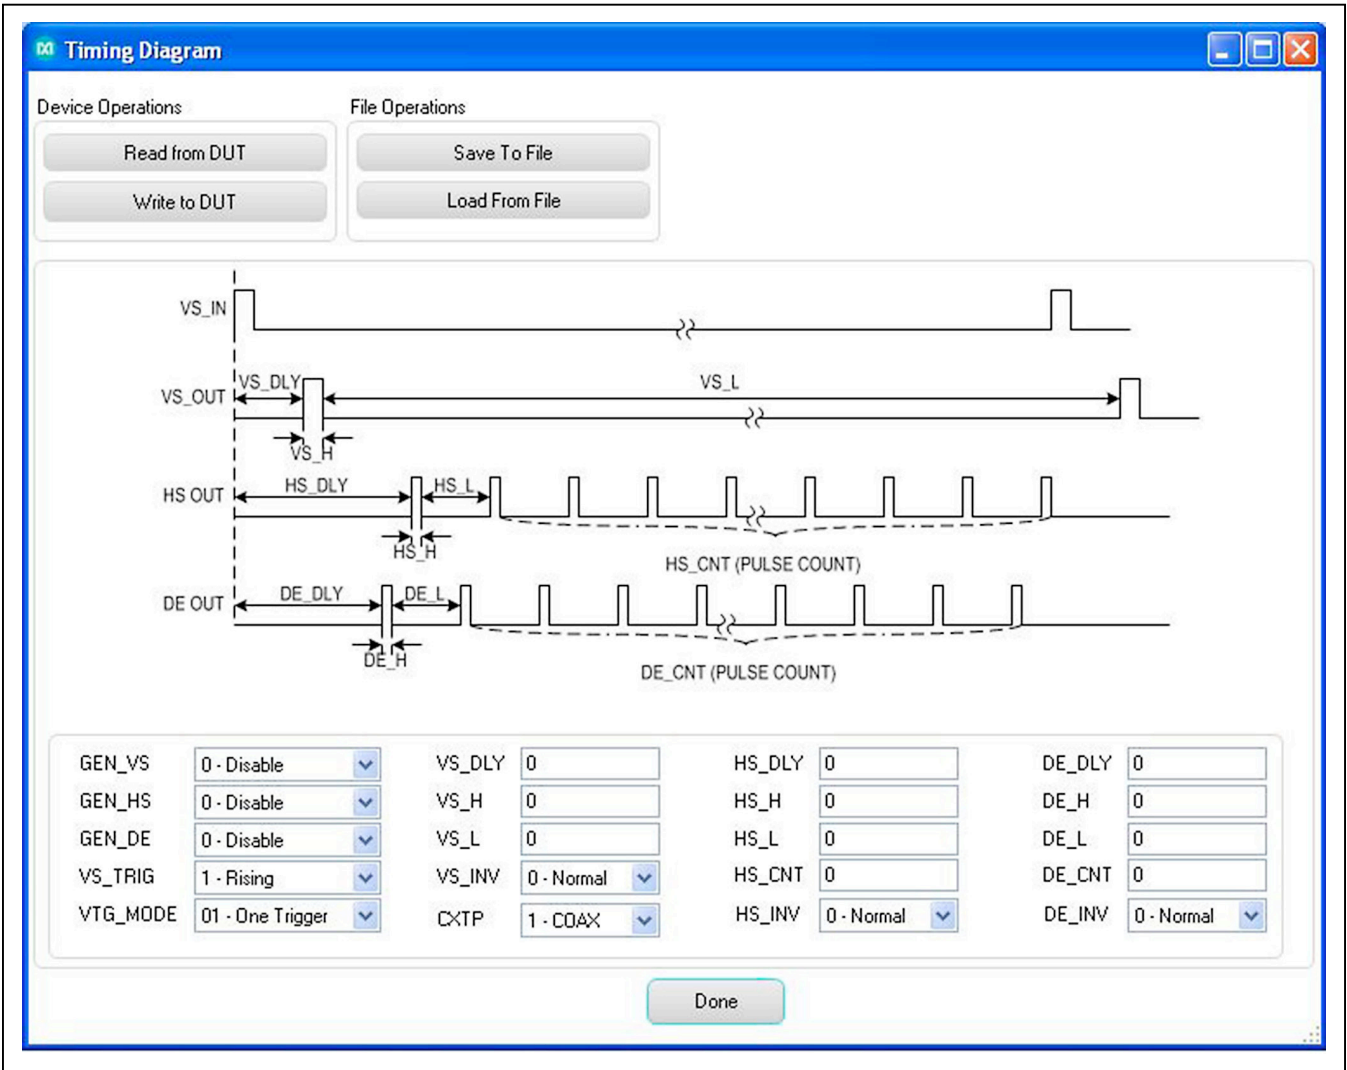 Timing Diagram
Device Operations
File Operations
Read from DUT
Save To File
Write to DUT
Load From File
VS_IN
VS_OUT
VS_DLY
VS_L
VS_H
HS OUT
HS_DLY
HS_L
HS_H
HS_CNT (PULSE COUNT)
DE OUT
DE_DLY
DE_L
DE_H
DE_CNT (PULSE COUNT)
GEN_VS 0 - Disable VS_DLY 0 HS_DLY 0 DE_DLY 0
GEN_HS 0 - Disable VS_H 0 HS_H 0 DE_H 0
GEN_DE 0 - Disable VS_L 0 HS_L 0 DE_L 0
VS_TRIG 1 - Rising VS_INV 0 - Normal HS_CNT 0 DE_CNT 0
VTG_MODE 01 - One Trigger CXTP 1 - COAX HS_INV 0 - Normal DE_INV 0 - Normal
Done